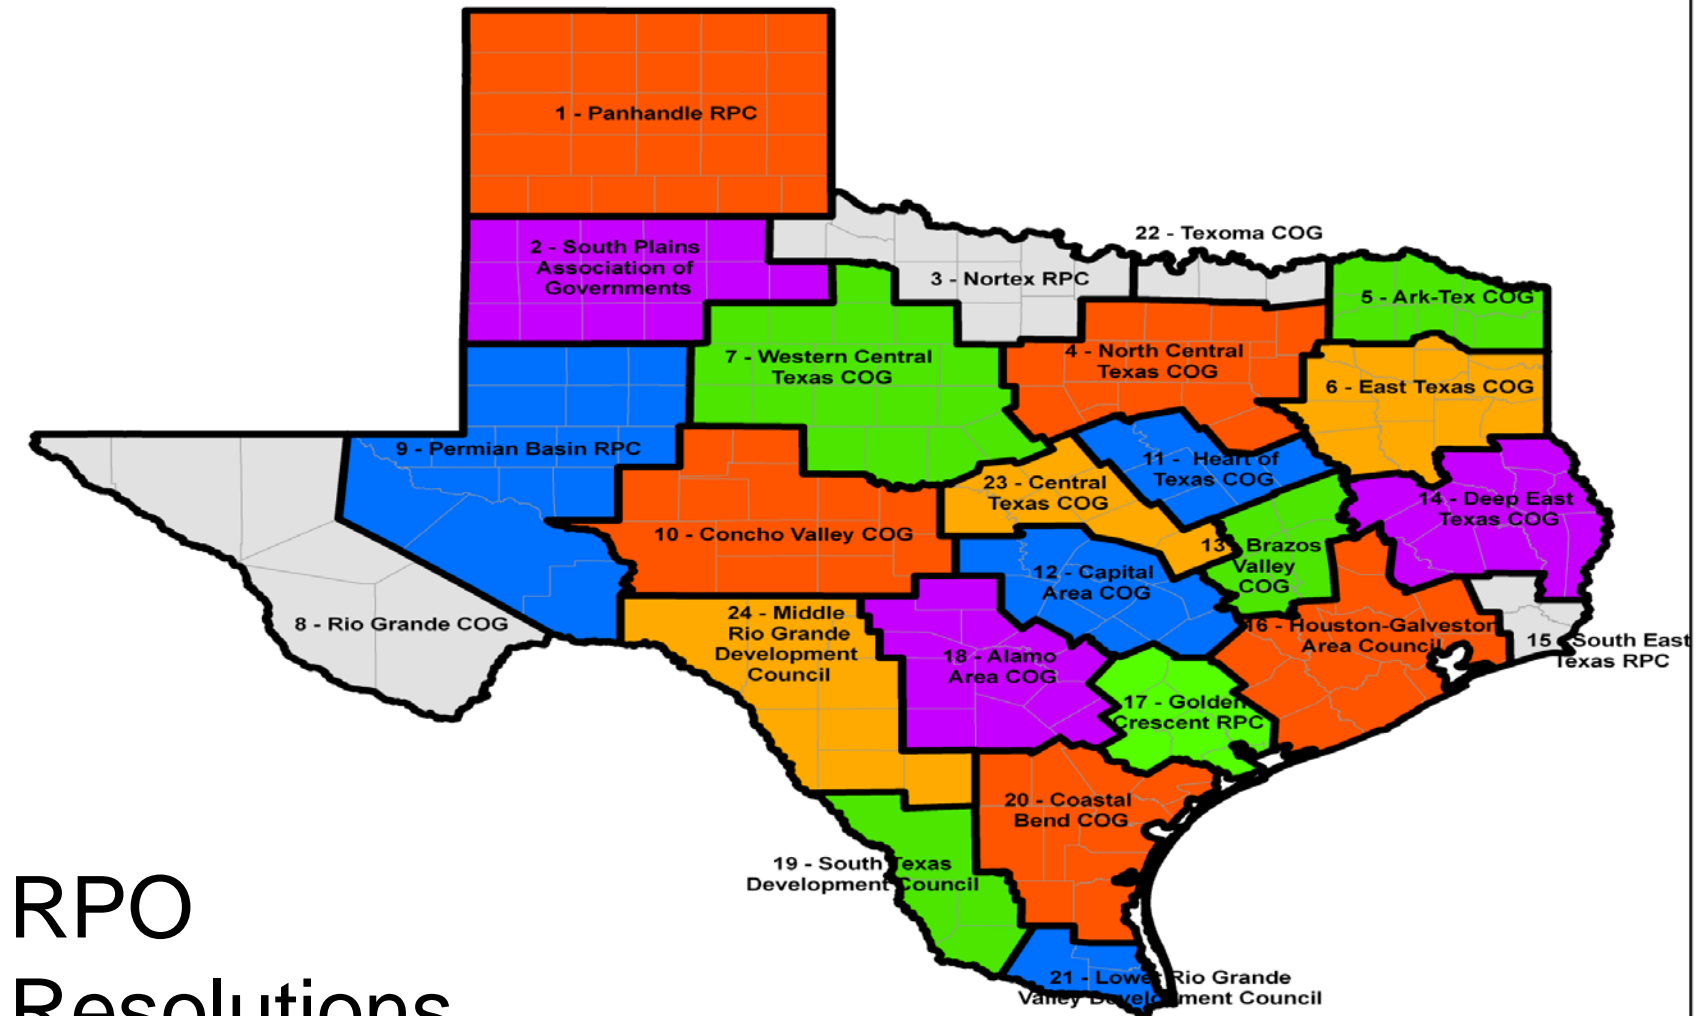 1 - Panhandle RPC
2 - South Plains
Association of
Governments
22 - Texoma COG
3 - Nortex RPC
5 - Ark-Tex COG
7 - Western Central
Texas COG
4 - North Central
Texas COG
6 - East Texas COG
9 - Permian Basin RPC
11 - Heart of
Texas COG
23 - Central
Texas COG
14 - Deep East
Texas COG
10 - Concho Valley COG
13 - Brazos
Valley
COG
12 - Capital
Area COG
8 - Rio Grande COG
24 - Middle
Rio Grande
Development
Council
16 - Houston-Galveston
Area Council
15 - South East
Texas RPC
18 - Alamo
Area COG
17 - Golden
Crescent RPC
20 - Coastal
Bend COG
19 - South Texas
Development Council
21 - Lower Rio Grande
Valley Development Council
RPO
Resolutions